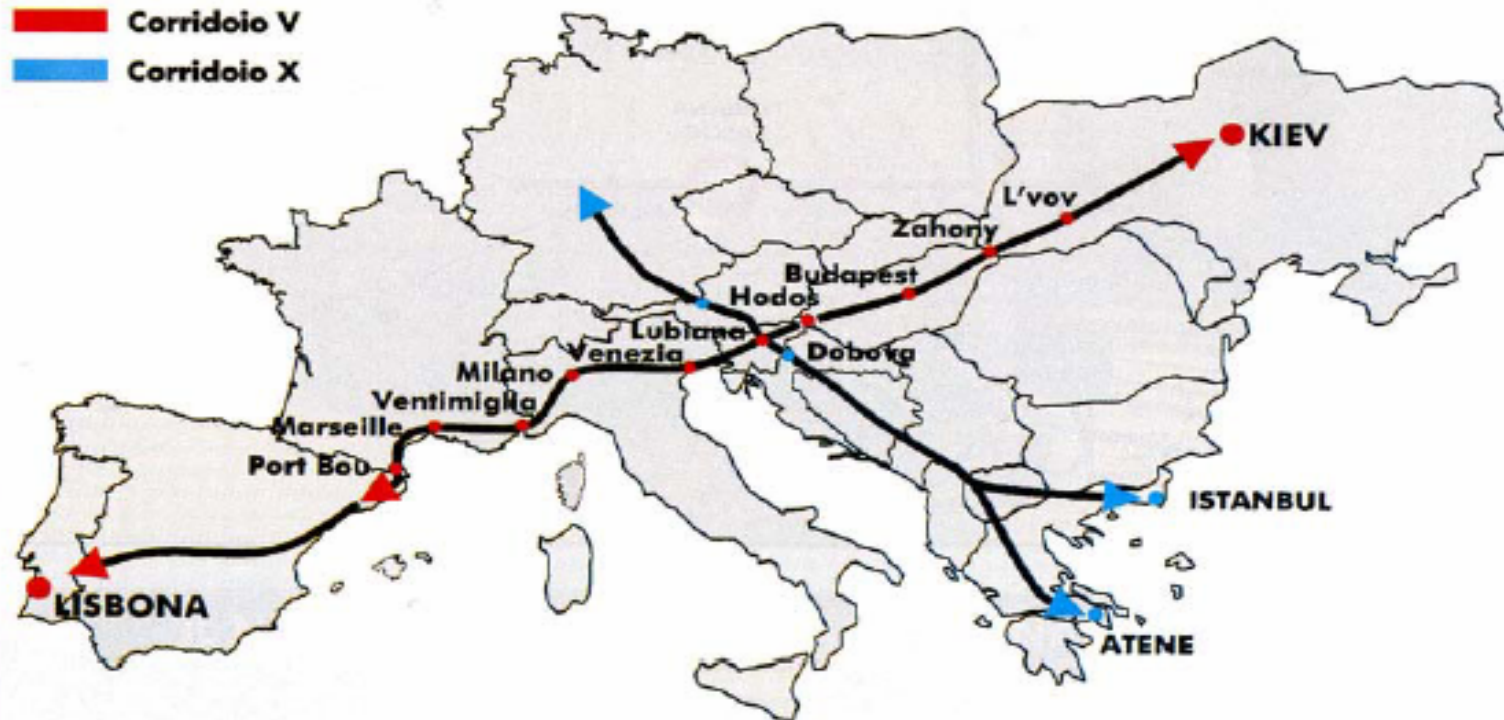 Corridoio V
Corridoio X
KIEV
L'vov
Zahony
Budapest
Hodos
Lubiana
Dobova
Venezia
Milano
Ventimiglia
Marseille
Port Bou
ISTANBUL
LISBONA
ATENE